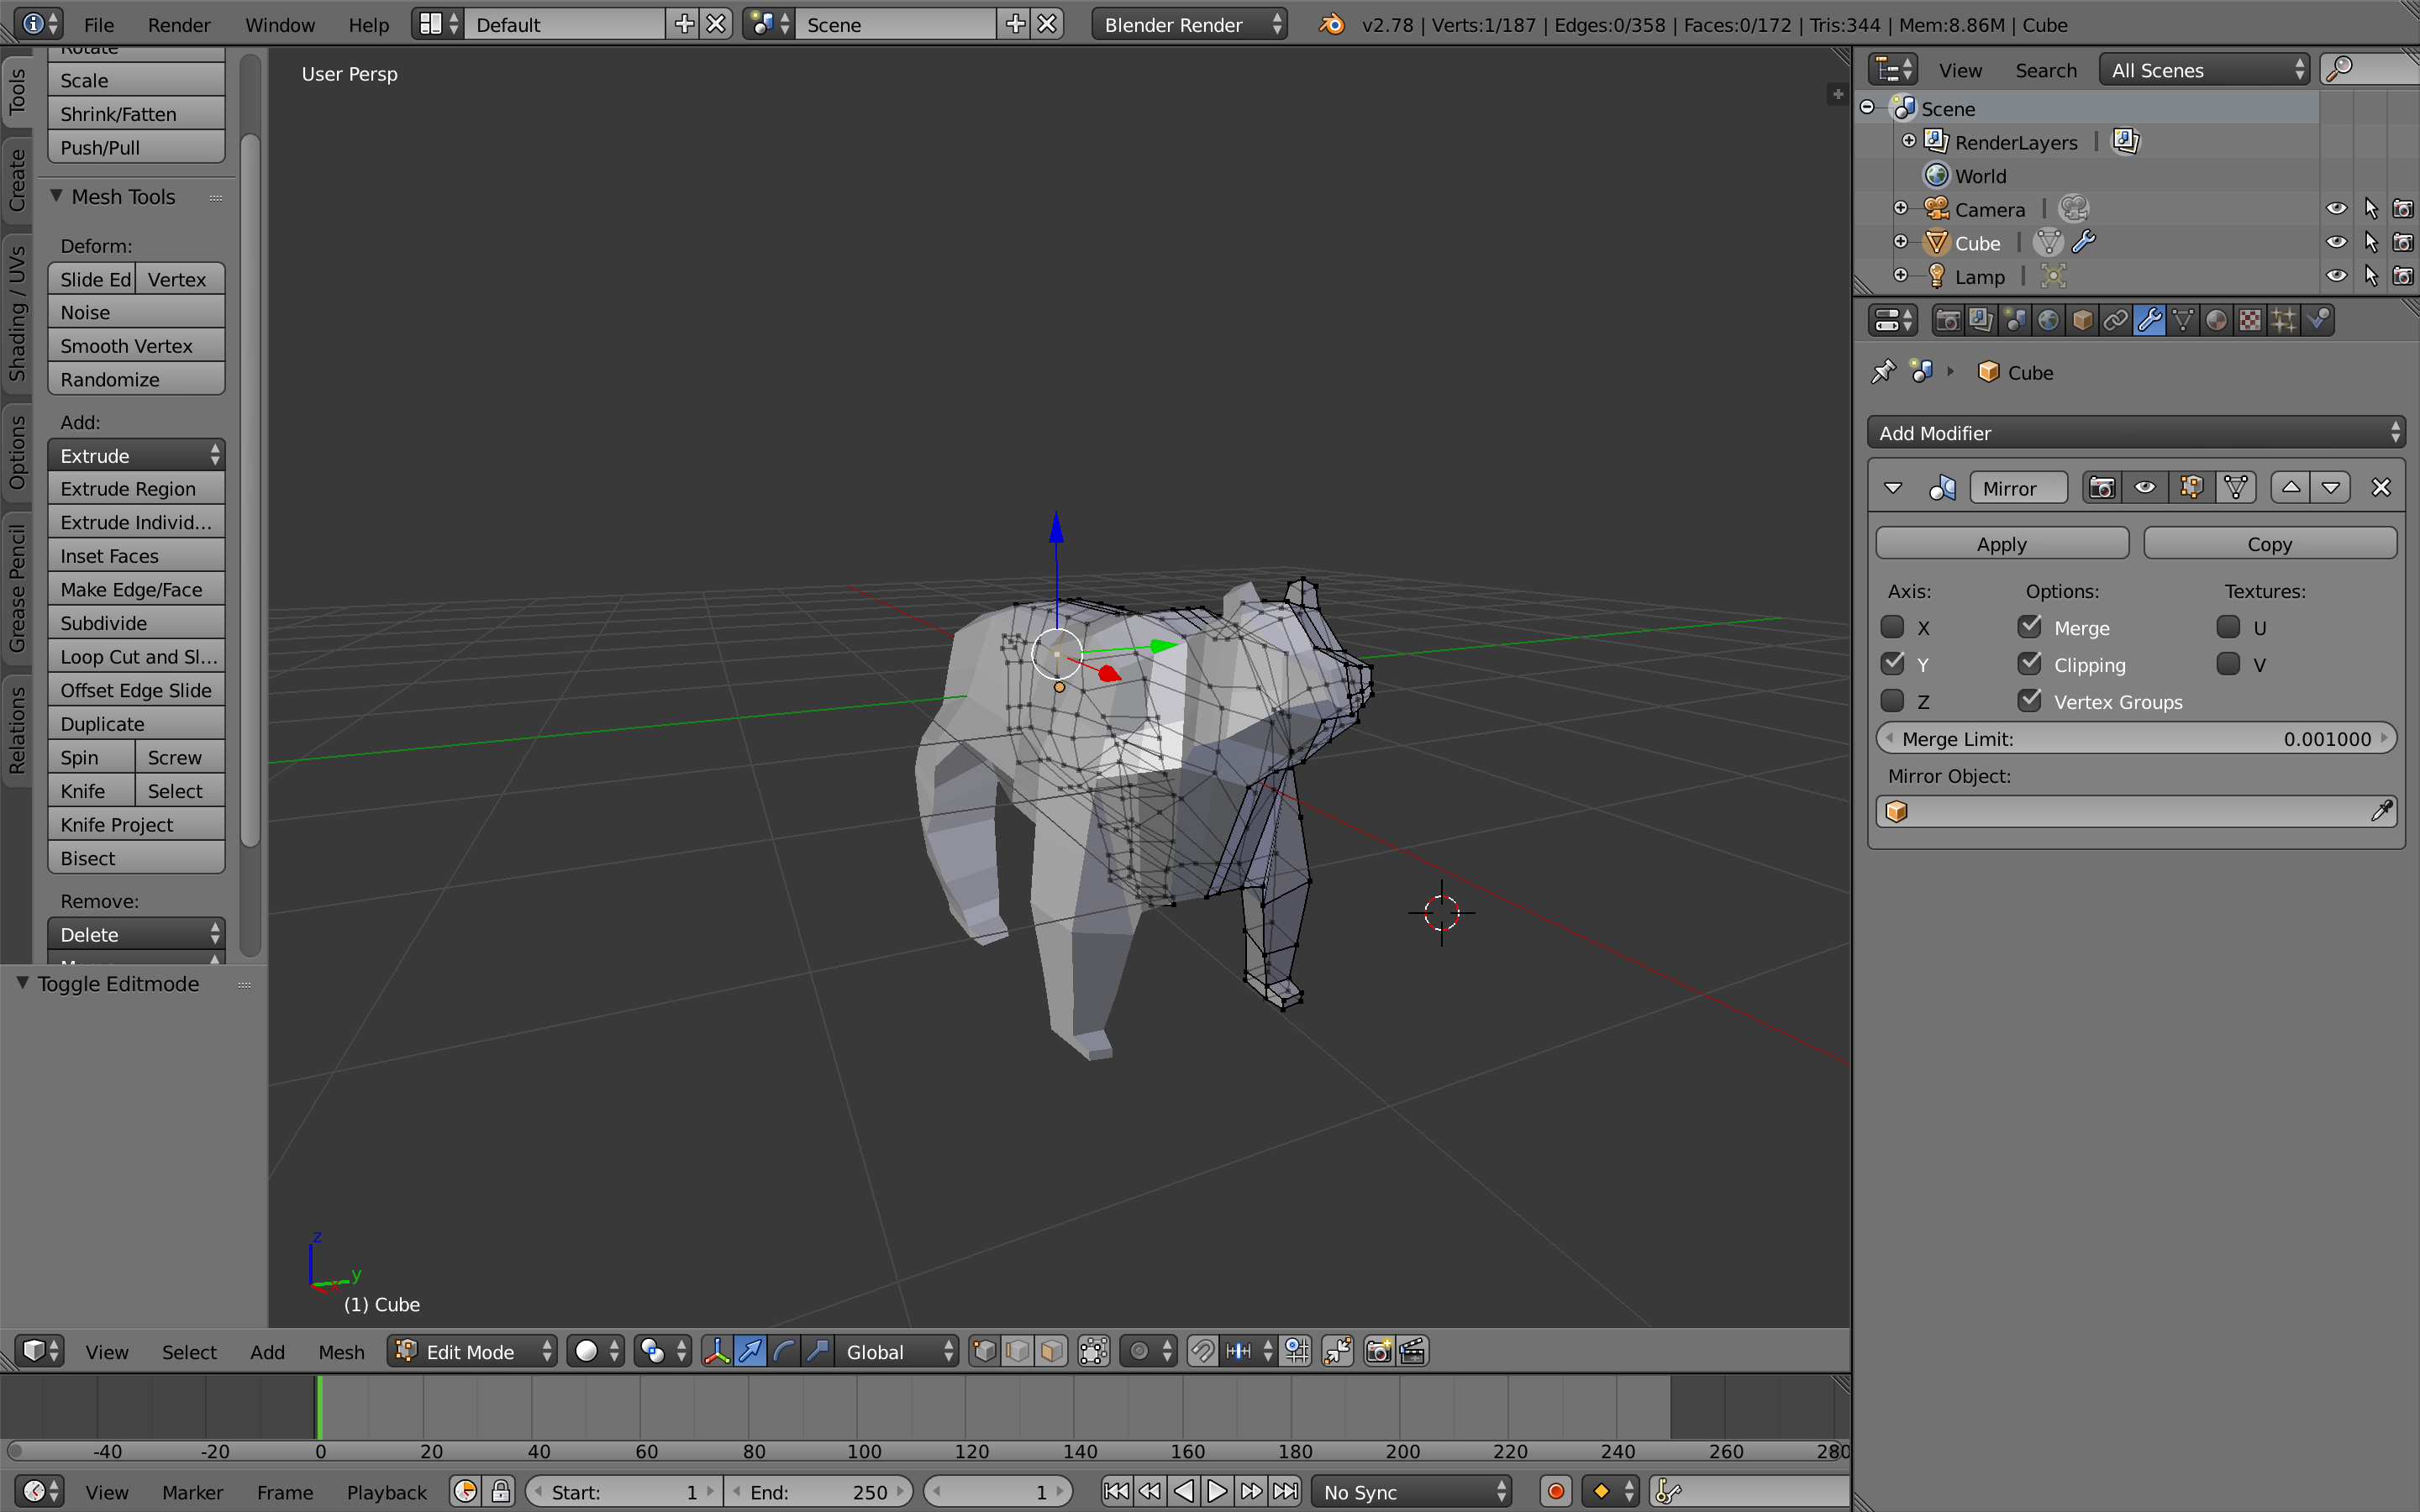 File Render Window Help Default Scene Blender Render v2.78 | Verts:1/187 | Edges:0/358 | Faces:0/172 | Tris:344 | Mem:8.86M | Cube
Tools
Create
Shading / UVs
Options
Grease Pencil
Relations
Rotate
Scale
Shrink/Fatten
Push/Pull
Mesh Tools
Deform:
Slide Ed Vertex
Noise
Smooth Vertex
Randomize
Add:
Extrude
Extrude Region
Extrude Individ...
Inset Faces
Make Edge/Face
Subdivide
Loop Cut and Sl...
Offset Edge Slide
Duplicate
Spin Screw
Knife Select
Knife Project
Bisect
Remove:
Delete
Toggle Editmode
User Persp
z
y
x
(1) Cube
View Select Add Mesh Edit Mode Global
-40 -20 0 20 40 60 80 100 120 140 160 180 200 220 240 260 280
View Marker Frame Playback Start: 1 End: 250 1 No Sync
View Search All Scenes
Scene
RenderLayers
World
Camera
Cube
Lamp
Cube
Add Modifier
Mirror
Apply Copy
Axis: Options: Textures:
X Merge U
Y Clipping V
Z Vertex Groups
Merge Limit: 0.001000
Mirror Object: